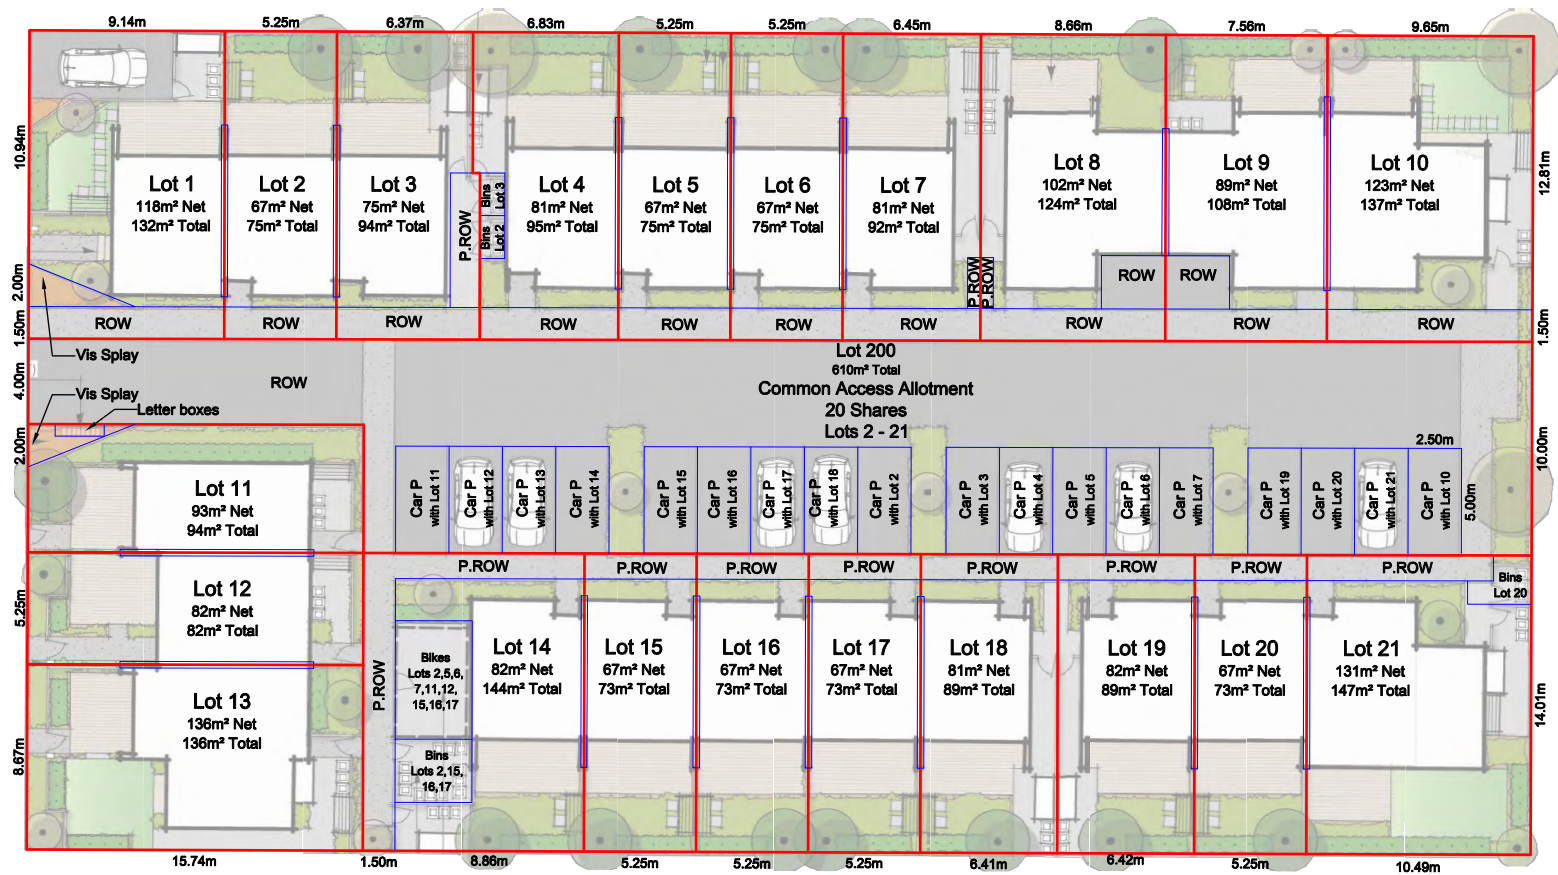 9.14m
5.25m
6.37m
6.83m
5.25m
5.25m
6.45m
8.66m
7.56m
9.65m
10.94m
2.00m
1.50m
4.00m
2.00m
5.25m
8.67m
Lot 1
118m² Net
132m² Total
Lot 2
67m² Net
75m² Total
Lot 3
75m² Net
94m² Total
P.ROW
Bins
Lot 3
Bins
Lot 2
Lot 4
81m² Net
95m² Total
Lot 5
67m² Net
75m² Total
Lot 6
67m² Net
75m² Total
Lot 7
81m² Net
92m² Total
P.ROW
P.ROW
Lot 8
102m² Net
124m² Total
Lot 9
89m² Net
108m² Total
Lot 10
123m² Net
137m² Total
ROW
ROW
12.81m
1.50m
10.00m
14.01m
ROW
ROW
ROW
ROW
ROW
ROW
ROW
ROW
ROW
ROW
Vis Splay
Vis Splay
Letter boxes
ROW
Lot 200
610m² Total
Common Access Allotment
20 Shares
Lots 2 - 21
2.50m
5.00m
Car P
with Lot 11
Car P
with Lot 12
Car P
with Lot 13
Car P
with Lot 14
Car P
with Lot 15
Car P
with Lot 16
Car P
with Lot 17
Car P
with Lot 18
Car P
with Lot 2
Car P
with Lot 3
Car P
with Lot 4
Car P
with Lot 5
Car P
with Lot 6
Car P
with Lot 7
Car P
with Lot 19
Car P
with Lot 20
Car P
with Lot 21
Car P
with Lot 10
Lot 11
93m² Net
94m² Total
Lot 12
82m² Net
82m² Total
Lot 13
136m² Net
136m² Total
P.ROW
P.ROW
P.ROW
P.ROW
P.ROW
P.ROW
P.ROW
P.ROW
P.ROW
Bins
Lot 20
Bikes
Lots 2,5,6,
7,11,12,
15,16,17
Bins
Lots 2,15,
16,17
Lot 14
82m² Net
144m² Total
Lot 15
67m² Net
73m² Total
Lot 16
67m² Net
73m² Total
Lot 17
67m² Net
73m² Total
Lot 18
81m² Net
89m² Total
Lot 19
82m² Net
89m² Total
Lot 20
67m² Net
73m² Total
Lot 21
131m² Net
147m² Total
15.74m
1.50m
8.86m
5.25m
5.25m
5.25m
6.41m
6.42m
5.25m
10.49m